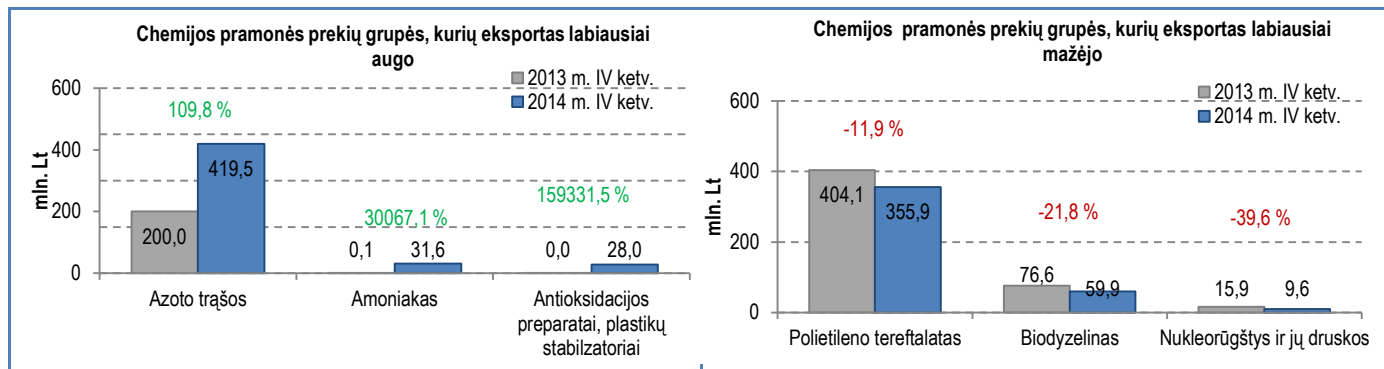 Chemijos pramonės prekių grupės, kurių eksportas labiausiai
augo
2013 m. IV ketv.
2014 m. IV ketv.
mln. Lt
600
400
200
0
109,8 %
30067,1 %
159331,5 %
200,0
419,5
0,1
31,6
0,0
28,0
Azoto trąšos
Amoniakas
Antioksidacijos
preparatai, plastikų
stabilzatoriai
Chemijos pramonės prekių grupės, kurių eksportas labiausiai
mažėjo
2013 m. IV ketv.
2014 m. IV ketv.
mln. Lt
600
400
200
0
-11,9 %
-21,8 %
-39,6 %
404,1
355,9
76,6
59,9
15,9
9,6
Polietileno tereftalatas
Biodyzelinas
Nukleorūgštys ir jų druskos